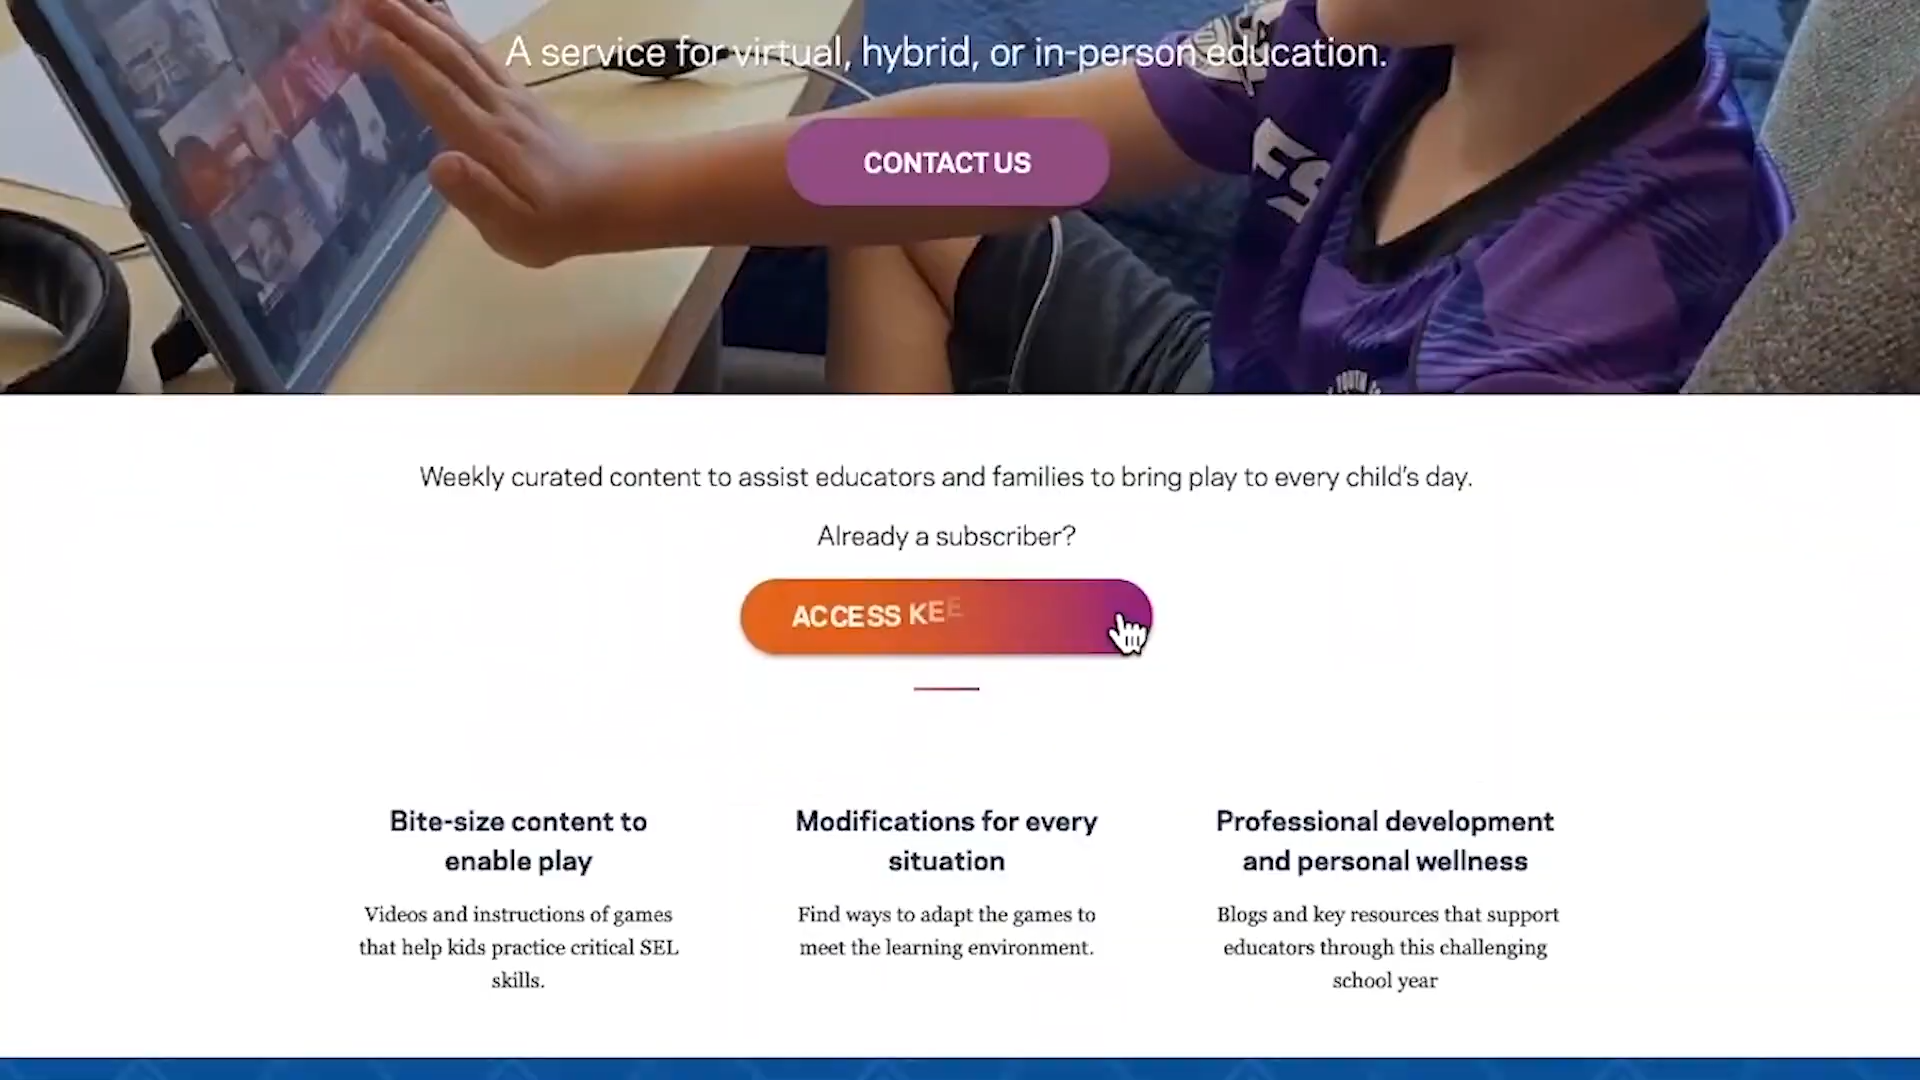 A service for virtual, hybrid, or in-person education.
CONTACT US
Weekly curated content to assist educators and families to bring play to every child's day.
Already a subscriber?
ACCESS KEE
Bite-size content to
enable play
Videos and instructions of games
that help kids practice critical SEL
skills.
Modifications for every
situation
Find ways to adapt the games to
meet the learning environment.
Professional development
and personal wellness
Blogs and key resources that support
educators through this challenging
school year